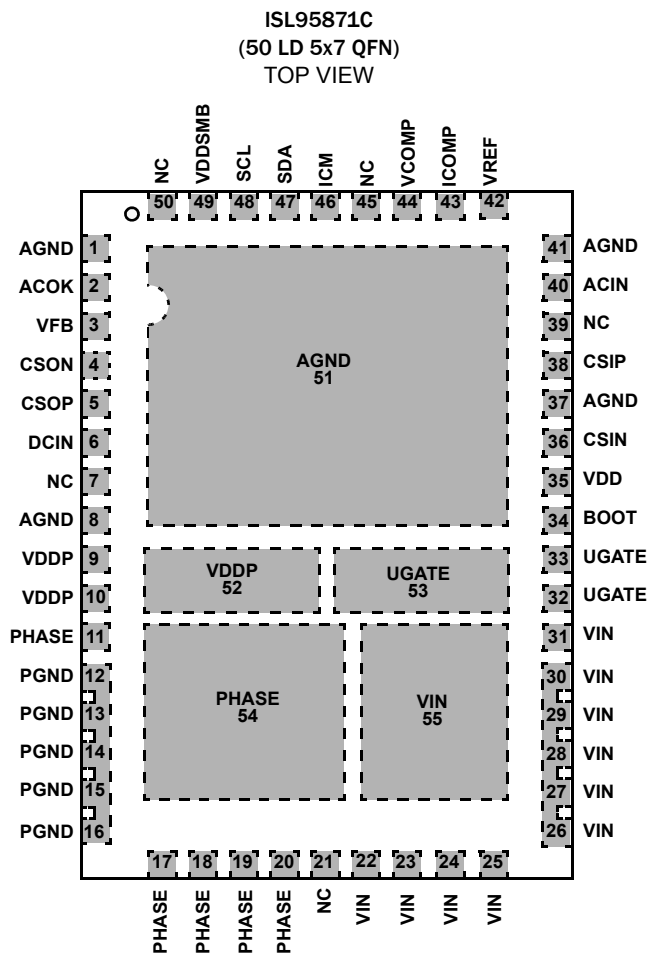 ISL95871C
(50 LD 5x7 QFN)
TOP VIEW
NC
VDDSMB
SCL
SDA
ICM
NC
VCOMP
ICOMP
VREF
50 49 48 47 46 45 44 43 42
AGND 1
ACOK 2
VFB 3
CSON 4
CSOP 5
DCIN 6
NC 7
AGND 8
VDDP 9
VDDP 10
PHASE 11
PGND 12
PGND 13
PGND 14
PGND 15
PGND 16
AGND
51
VDDP
52
UGATE
53
PHASE
54
VIN
55
41 AGND
40 ACIN
39 NC
38 CSIP
37 AGND
36 CSIN
35 VDD
34 BOOT
33 UGATE
32 UGATE
31 VIN
30 VIN
29 VIN
28 VIN
27 VIN
26 VIN
17 18 19 20 21 22 23 24 25
PHASE
PHASE
PHASE
PHASE
NC
VIN
VIN
VIN
VIN